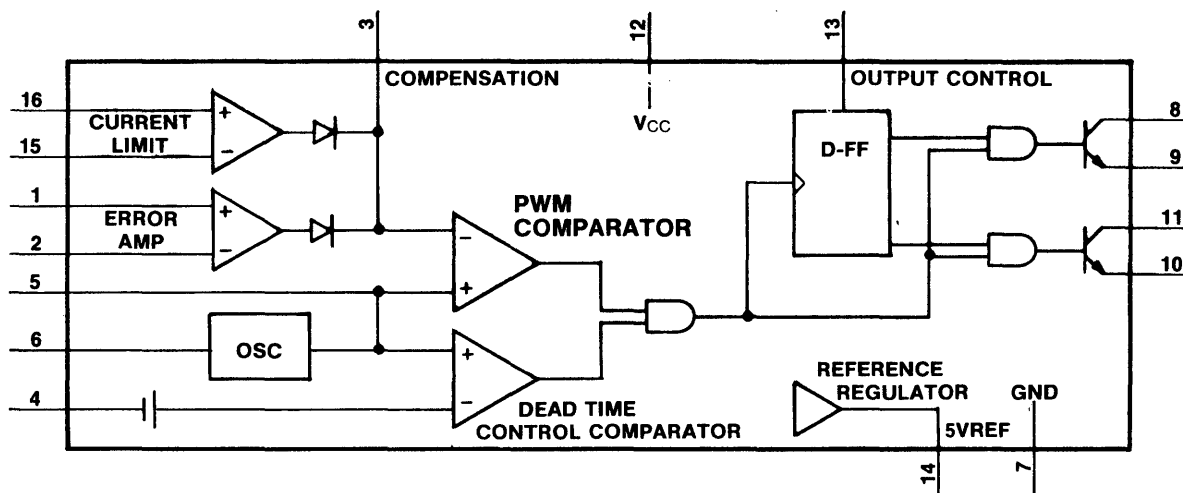 3
12
13
COMPENSATION
OUTPUT CONTROL
16
CURRENT
LIMIT
15
+
−
VCC
D-FF
8
9
1
ERROR
AMP
2
+
−
PWM
COMPARATOR
11
10
5
−
+
6
OSC
+
−
4
DEAD TIME
CONTROL COMPARATOR
REFERENCE
REGULATOR
GND
5VREF
14
7